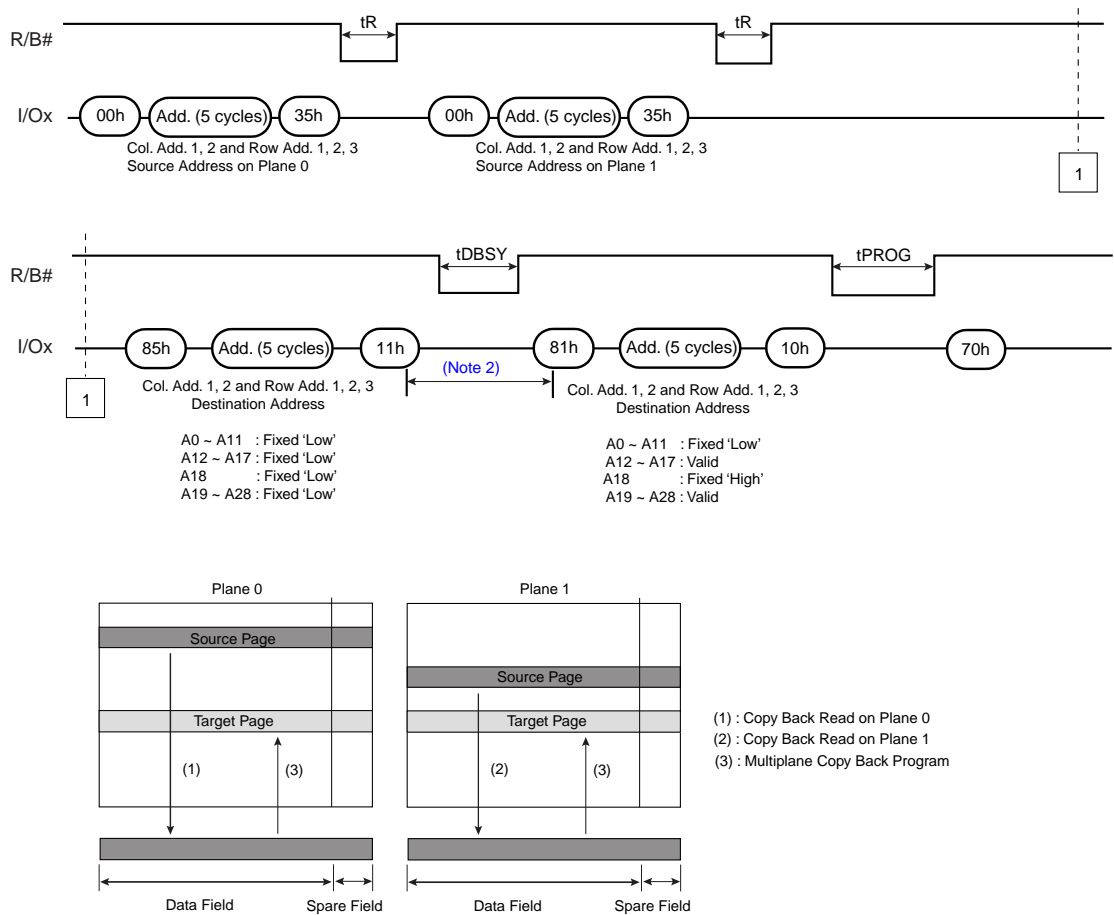 tR
tR
R/B#
I/Ox
00h
Add. (5 cycles)
35h
00h
Add. (5 cycles)
35h
Col. Add. 1, 2 and Row Add. 1, 2, 3
Source Address on Plane 0
Col. Add. 1, 2 and Row Add. 1, 2, 3
Source Address on Plane 1
1
tDBSY
tPROG
R/B#
I/Ox
85h
Add. (5 cycles)
11h
(Note 2)
81h
Add. (5 cycles)
10h
70h
1
Col. Add. 1, 2 and Row Add. 1, 2, 3
Destination Address
A0 ~ A11 : Fixed ‘Low’
A12 ~ A17 : Fixed ‘Low’
A18 : Fixed ‘Low’
A19 ~ A28 : Fixed ‘Low’
Col. Add. 1, 2 and Row Add. 1, 2, 3
Destination Address
A0 ~ A11 : Fixed ‘Low’
A12 ~ A17 : Valid
A18 : Fixed ‘High’
A19 ~ A28 : Valid
Plane 0
Source Page
Target Page
(1)
(3)
Data Field
Spare Field
Plane 1
Source Page
Target Page
(2)
(3)
Data Field
Spare Field
(1) : Copy Back Read on Plane 0
(2) : Copy Back Read on Plane 1
(3) : Multiplane Copy Back Program